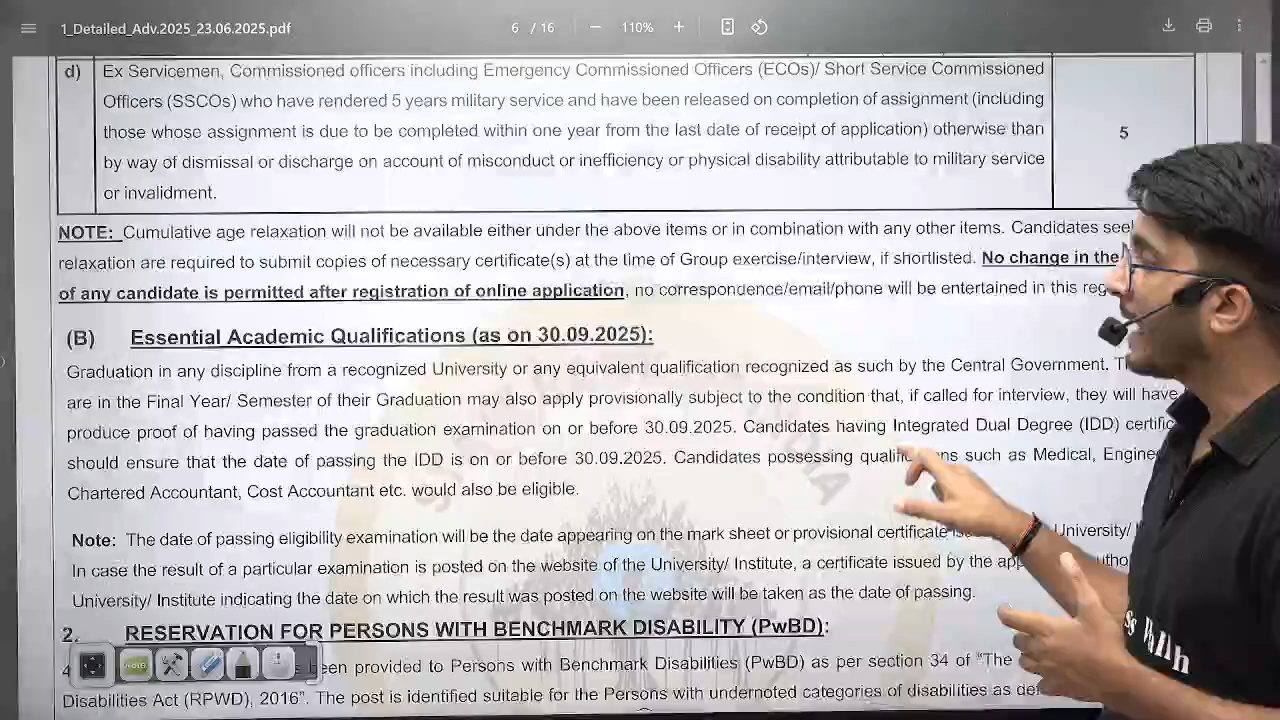 1_Detailed_Adv.2025_23.06.2025.pdf
6 / 16
110%
d) Ex Servicemen, Commissioned officers including Emergency Commissioned Officers (ECOs)/ Short Service Commissioned
Officers (SSCOs) who have rendered 5 years military service and have been released on completion of assignment (including
those whose assignment is due to be completed within one year from the last date of receipt of application) otherwise than
by way of dismissal or discharge on account of misconduct or inefficiency or physical disability attributable to military service
or invalidment.
5
NOTE: Cumulative age relaxation will not be available either under the above items or in combination with any other items. Candidates
relaxation are required to submit copies of necessary certificate(s) at the time of Group exercise/interview, if shortlisted. No change in the
of any candidate is permitted after registration of online application, no correspondence/email/phone will be entertained in this
(B) Essential Academic Qualifications (as on 30.09.2025):
Graduation in any discipline from a recognized University or any equivalent qualification recognized as such by the Central Government.
are in the Final Year/ Semester of their Graduation may also apply provisionally subject to the condition that, if called for interview, they will have
produce proof of having passed the graduation examination on or before 30.09.2025. Candidates having Integrated Dual Degree (IDD)
should ensure that the date of passing the IDD is on or before 30.09.2025. Candidates possessing such as Medical,
Chartered Accountant, Cost Accountant etc. would also be eligible.
Note: The date of passing eligibility examination will be the date appearing on the mark sheet or provisional certificate University/
In case the result of a particular examination is posted on the website of the University/ Institute, a certificate issued by the
University/ Institute indicating the date on which the result was posted on the website will be taken as the date of passing.
2. RESERVATION FOR PERSONS WITH BENCHMARK DISABILITY (PwBD):
been provided to Persons with Benchmark Disabilities (PwBD) as per section 34 of "The
Disabilities Act (RPWD), 2016". The post is identified suitable for the Persons with undernoted categories of disabilities as